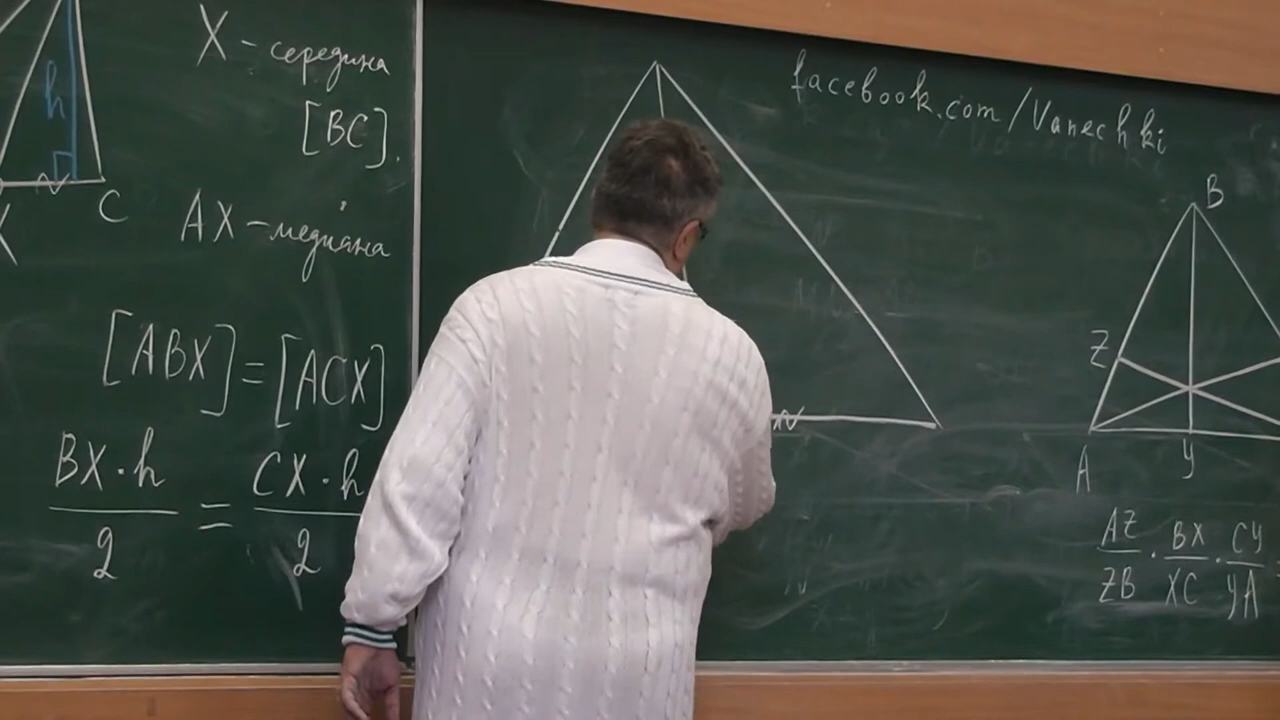 h
X
C
X – середина
[BC].
AX – медиана
[ABX] = [ACX]
BX · h / 2 = CX · h / 2
facebook.com/Vanechki
B
Z
A
y
AZ/ZB · BX/XC · CY/YA